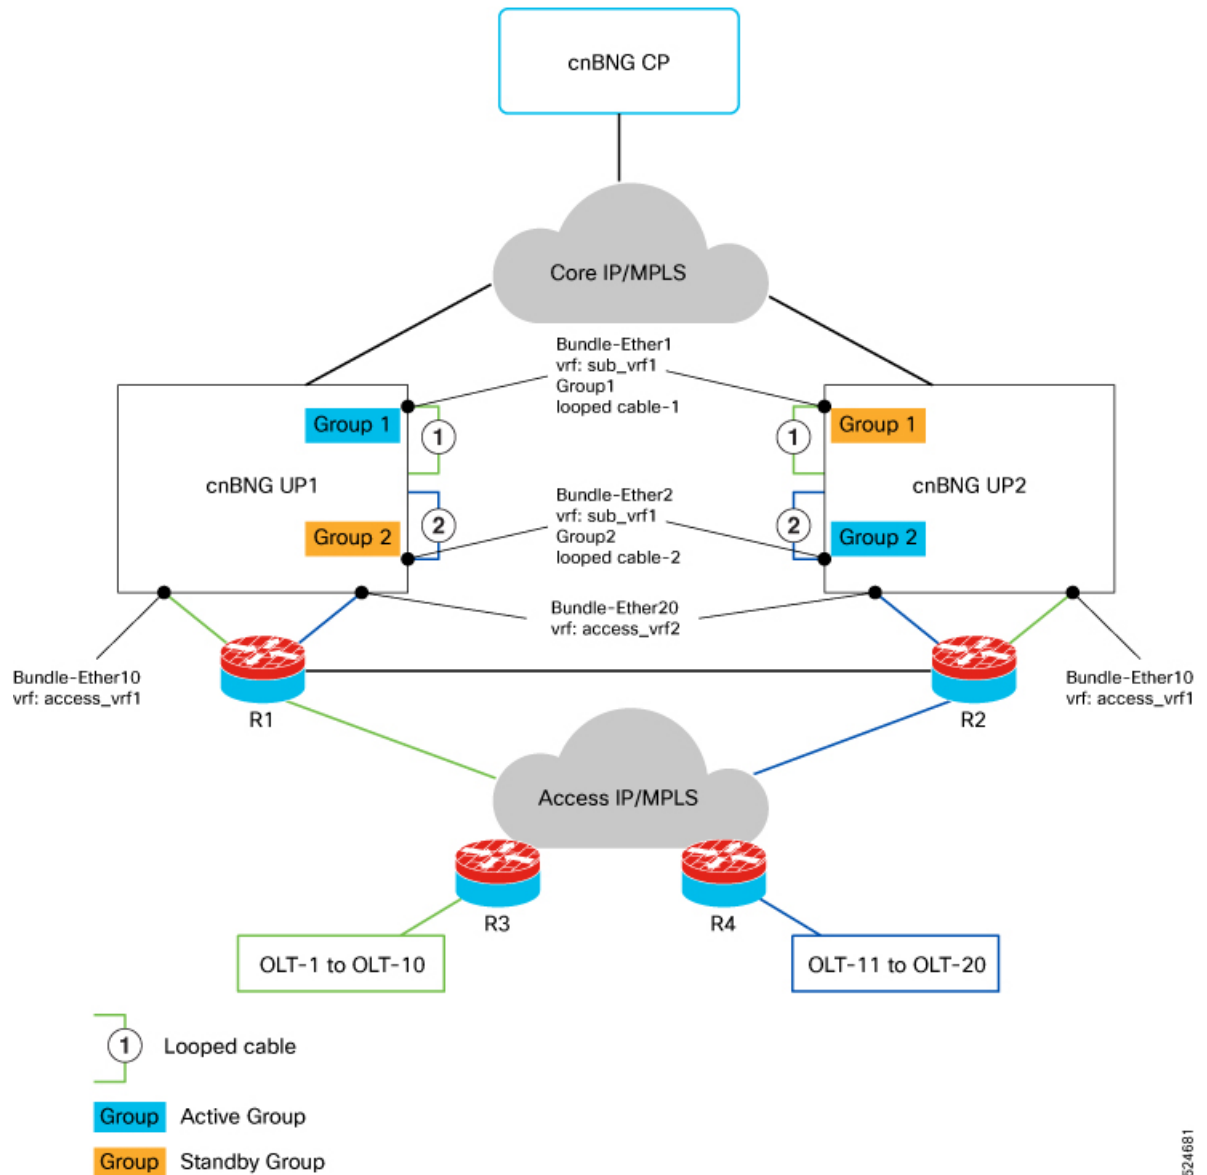 cnBNG CP
Core IP/MPLS
Bundle-Ether1
vrf: sub_vrf1
Group1
looped cable-1
Group 1
1
1
Group 1
cnBNG UP1
cnBNG UP2
Bundle-Ether2
vrf: sub_vrf1
Group2
looped cable-2
Group 2
2
2
Group 2
Bundle-Ether20
vrf: access_vrf2
Bundle-Ether10
vrf: access_vrf1
Bundle-Ether10
vrf: access_vrf1
R1
R2
Access IP/MPLS
R3
R4
OLT-1 to OLT-10
OLT-11 to OLT-20
1
Looped cable
Group
Active Group
Group
Standby Group
524681